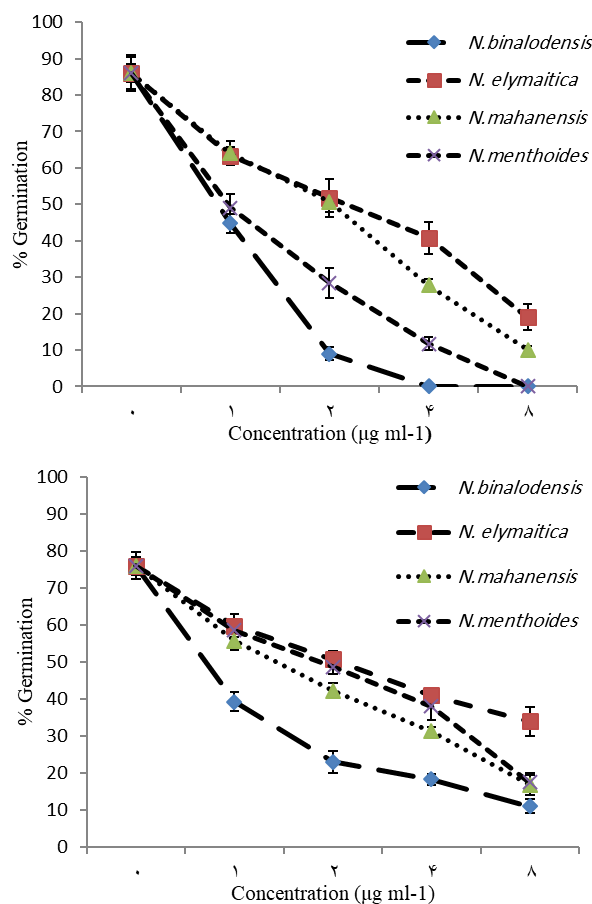 100
90
80
70
60
50
40
30
20
10
0
% Germination
N.binalodensis
N. elymaitica
N.mahanensis
N.menthoides
۰ ۱ ۲ ۴ ۸
Concentration (µg ml-1)
100
80
70
60
50
40
30
20
10
0
% Germination
N.binalodensis
N. elymaitica
N.mahanensis
N.menthoides
۰ ۱ ۲ ۴ ۸
Concentration (µg ml-1)